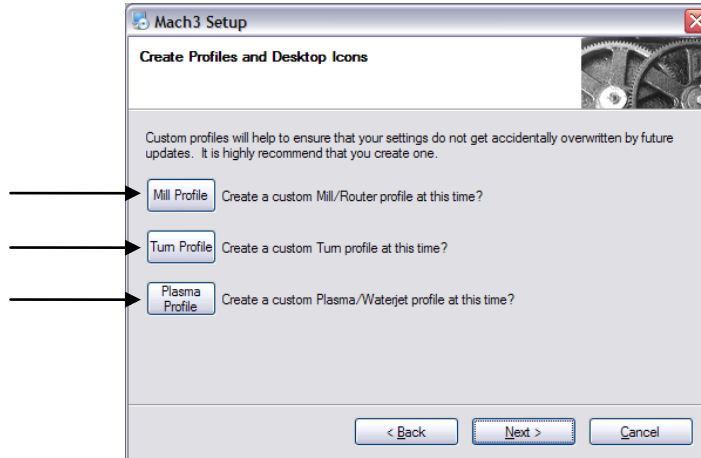 Mach3 Setup
Create Profiles and Desktop Icons
Custom profiles will help to ensure that your settings do not get accidentally overwritten by future
updates.  It is highly recommended that you create one.
Mill Profile Create a custom Mill/Router profile at this time?
Turn Profile Create a custom Turn profile at this time?
Plasma
Profile Create a custom Plasma/Waterjet profile at this time?
< Back Next > Cancel